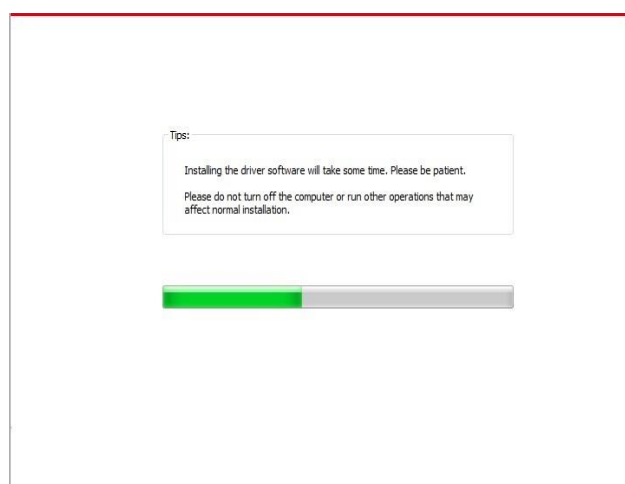 Tips:
Installing the driver software will take some time. Please be patient.
Please do not turn off the computer or run other operations that may
affect normal installation.